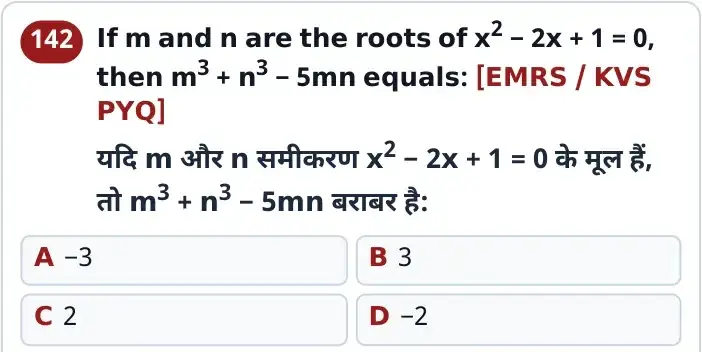 142 If m and n are the roots of x² – 2x + 1 = 0,
then m³ + n³ – 5mn equals: [EMRS / KVS
PYQ]
यदि m और n समीकरण x² – 2x + 1 = 0 के मूल हैं,
तो m³ + n³ – 5mn बराबर है:
A –3
B 3
C 2
D –2